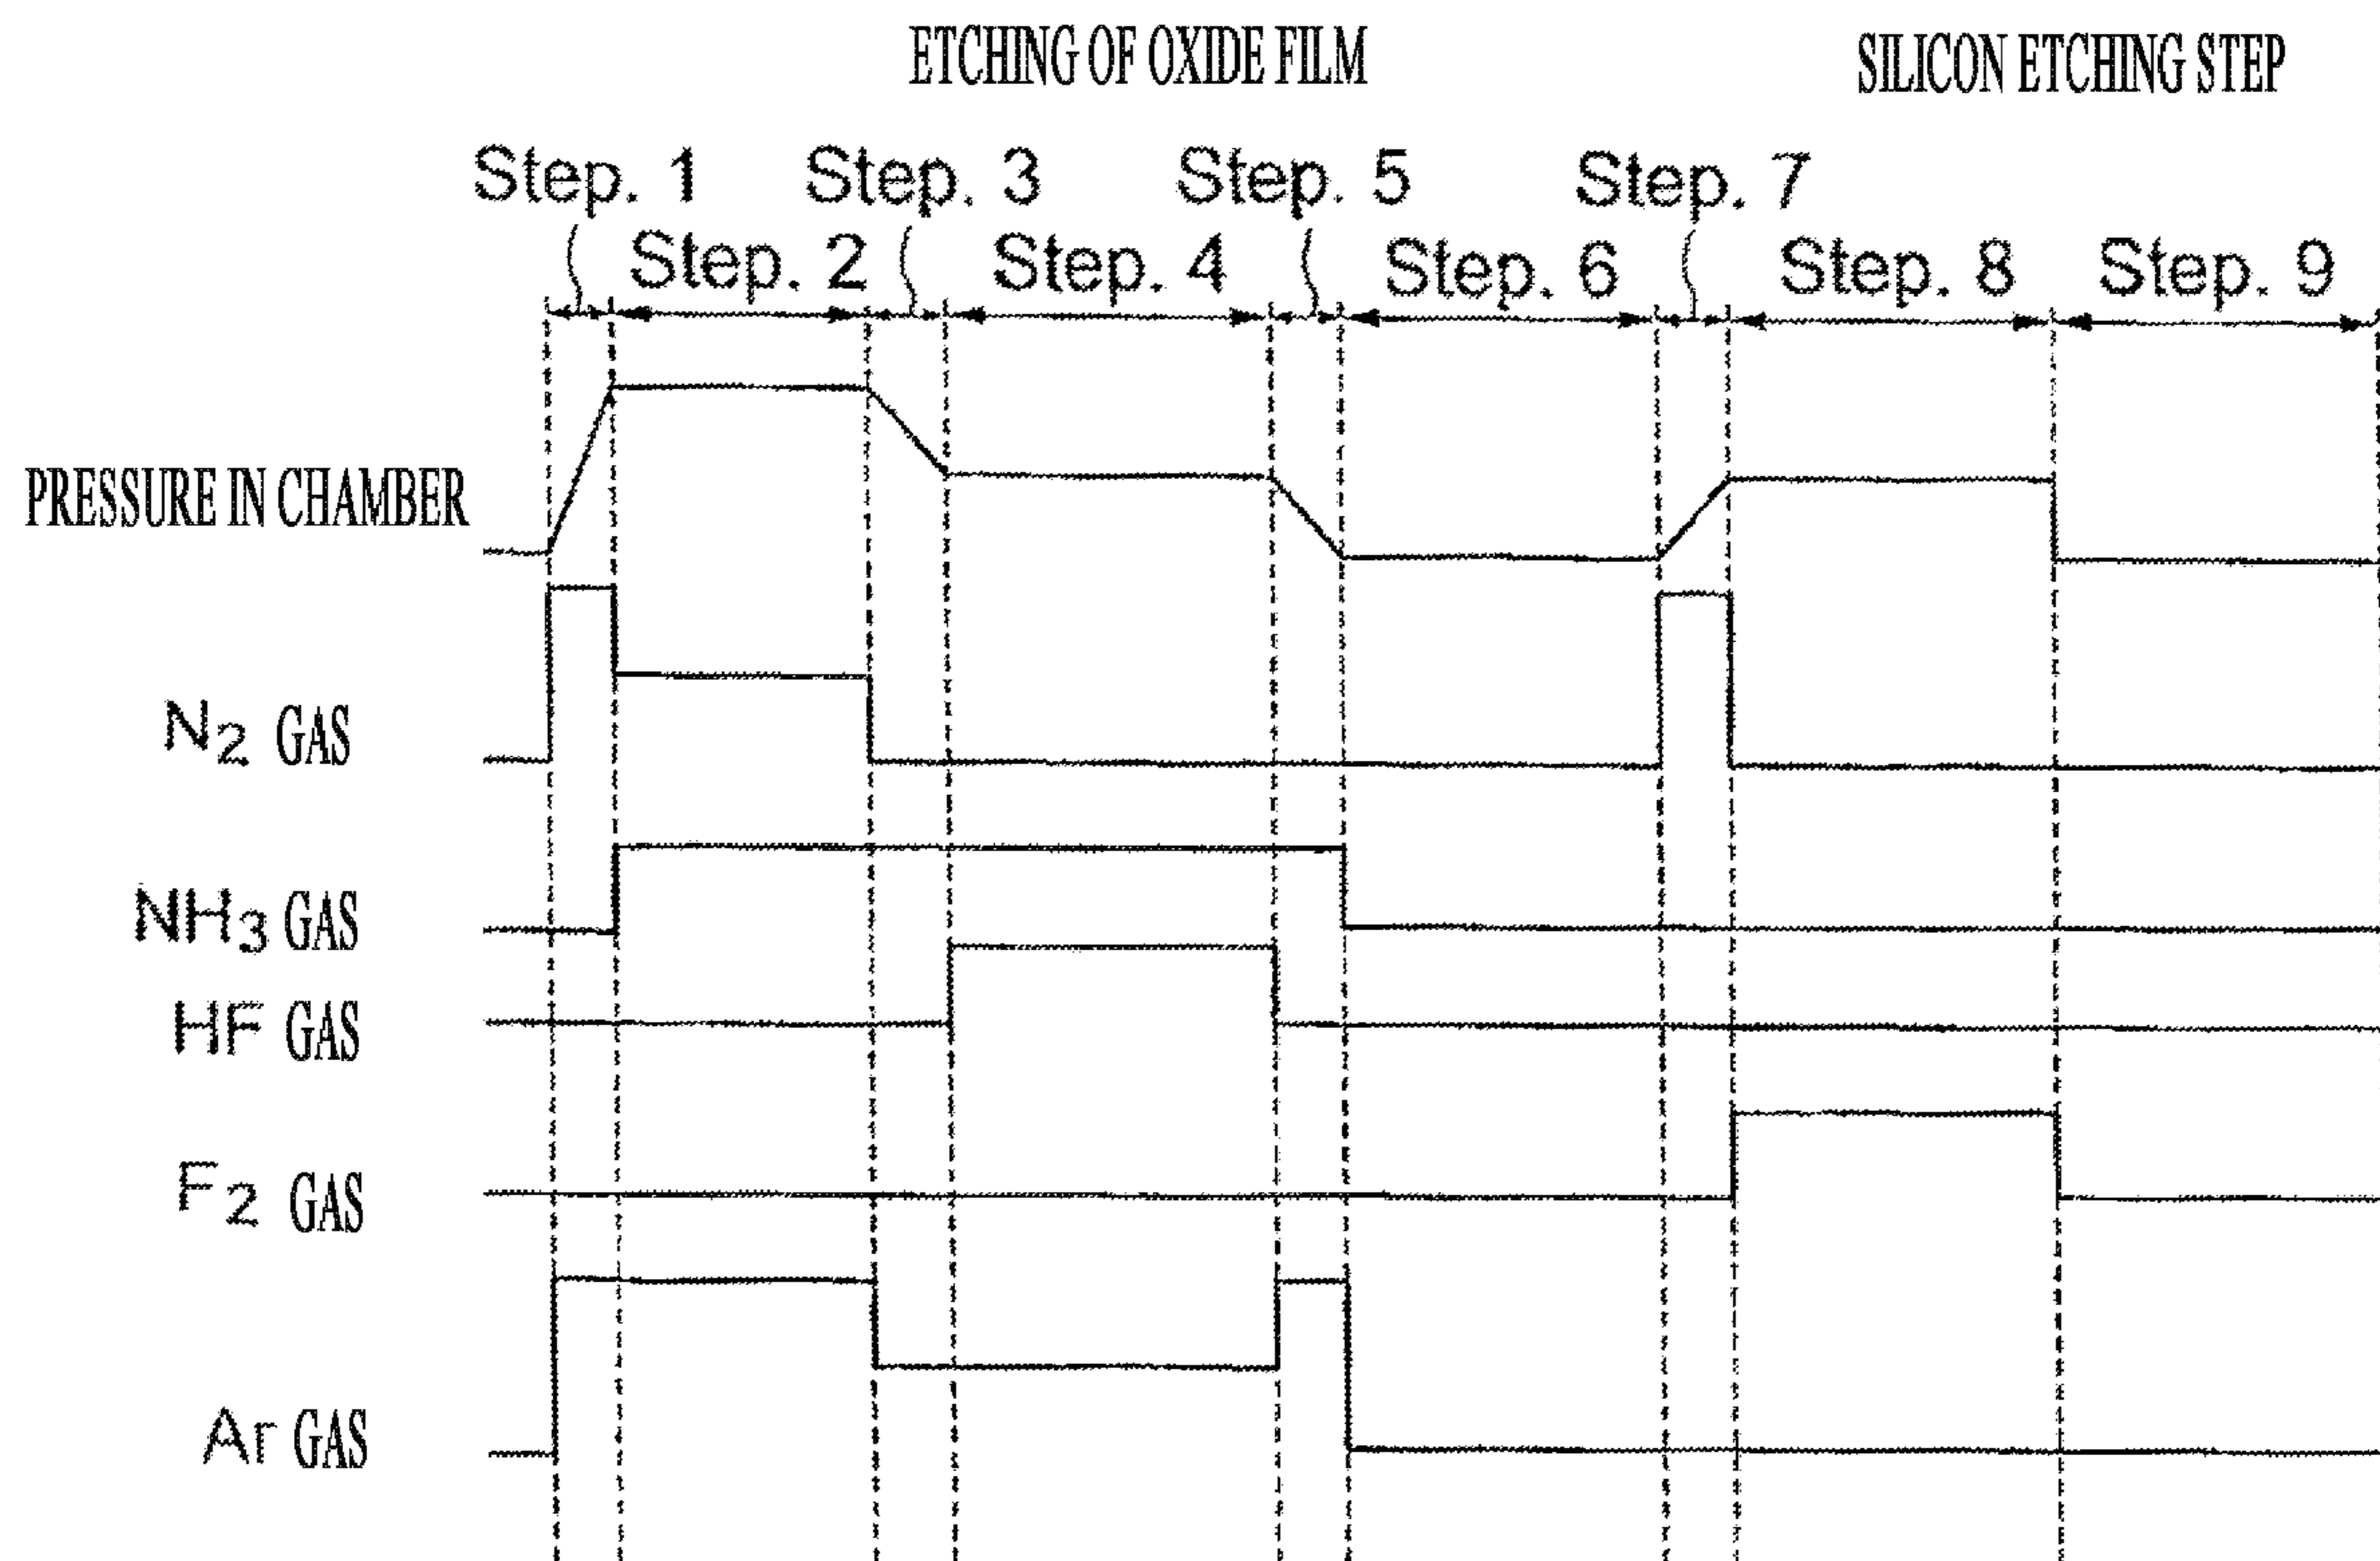 ETCHING OF OXIDE FILM
SILICON ETCHING STEP
Step. 1
Step. 3
Step. 5
Step. 7
Step. 2
Step. 4
Step. 6
Step. 8
Step. 9
PRESSURE IN CHAMBER
N2 GAS
NH3 GAS
HF GAS
F2 GAS
Ar GAS